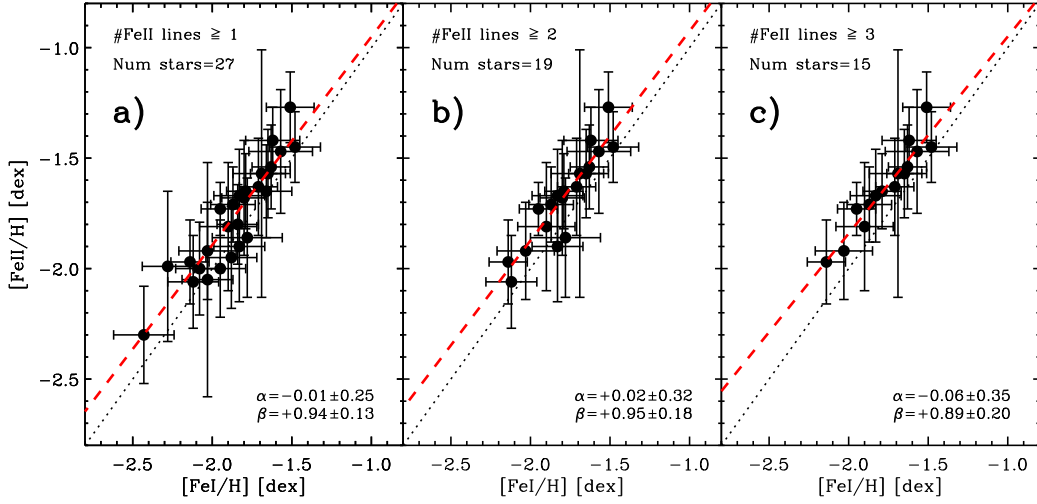 #FeII lines ≧ 1
Num stars=27
a)
α=−0.01±0.25
β=+0.94±0.13
#FeII lines ≧ 2
Num stars=19
b)
α=+0.02±0.32
β=+0.95±0.18
#FeII lines ≧ 3
Num stars=15
c)
α=−0.06±0.35
β=+0.89±0.20
[FeII/H] [dex]
−1.0
−1.5
−2.0
−2.5
−2.5 −2.0 −1.5 −1.0
−2.5 −2.0 −1.5 −1.0
−2.5 −2.0 −1.5 −1.0
[FeI/H] [dex]
[FeI/H] [dex]
[FeI/H] [dex]